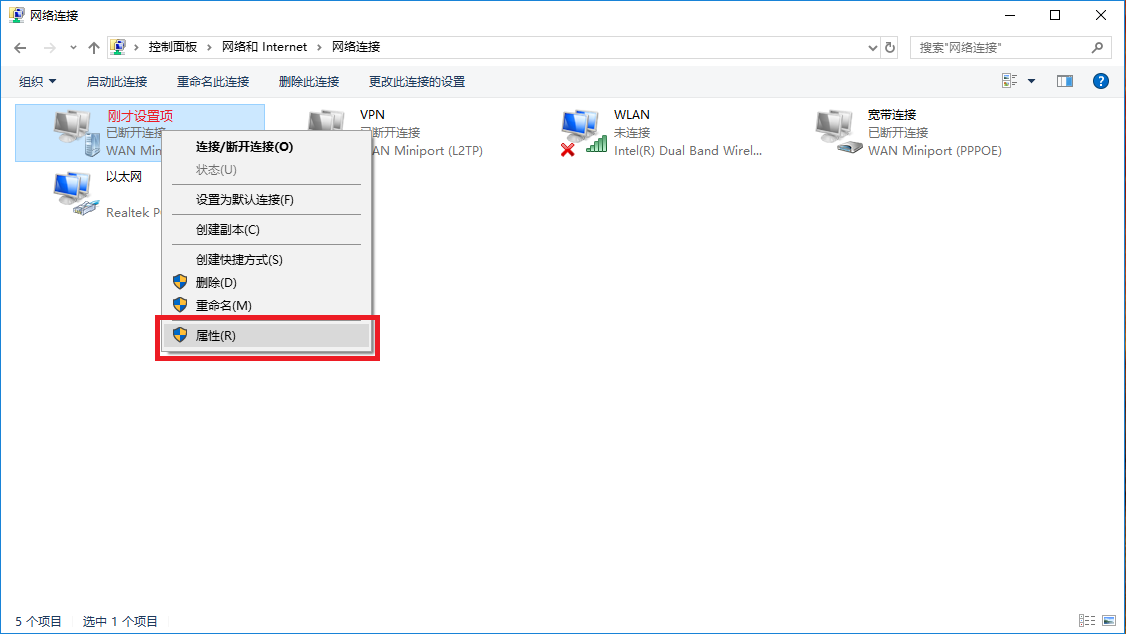 网络连接
控制面板 网络和 Internet 网络连接
搜索"网络连接"
组织 启动此连接 重命名此连接 删除此连接 更改此连接的设置
刚才设置项
已断开连接
WAN Min
VPN
已断开连接
WAN Miniport (L2TP)
WLAN
未连接
Intel(R) Dual Band Wirel...
宽带连接
已断开连接
WAN Miniport (PPPOE)
以太网
Realtek P
连接/断开连接(O)
状态(U)
设置为默认连接(F)
创建副本(C)
创建快捷方式(S)
删除(D)
重命名(M)
属性(R)
5 个项目 选中 1 个项目